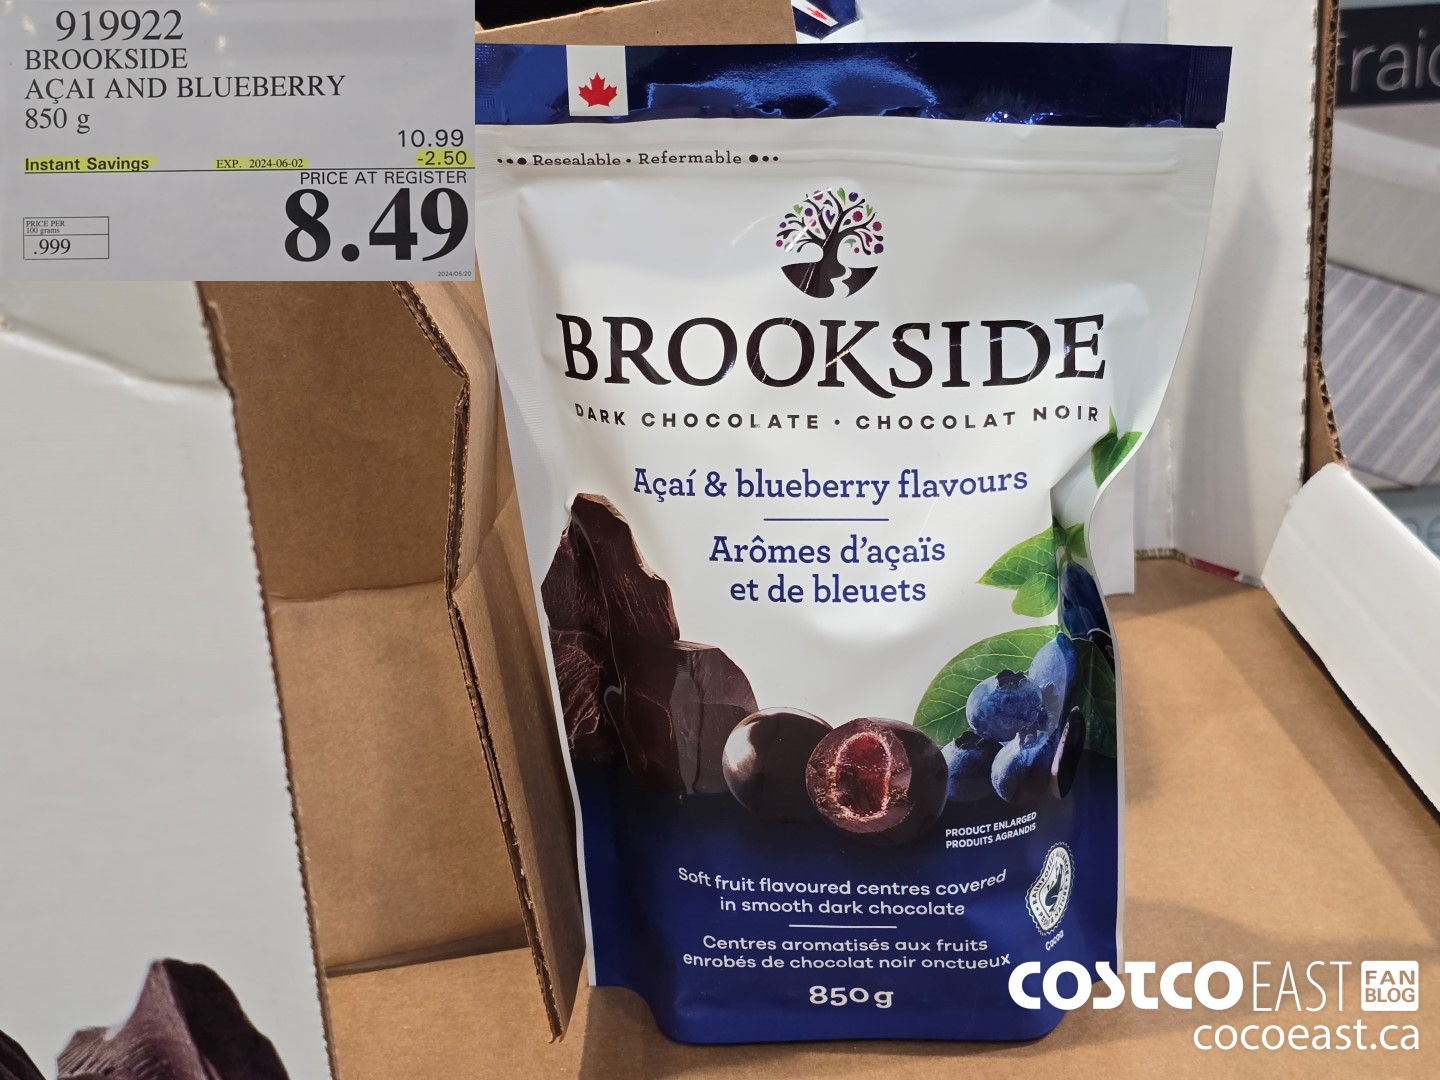 919922
BROOKSIDE
AÇAI AND BLUEBERRY
850 g
10.99
Instant Savings EXP. 2024-06-02 -2.50
PRICE AT REGISTER
8.49
PRICE PER
100 grams
.999
2024/05/20
Resealable • Refermable
BROOKSIDE
DARK CHOCOLATE • CHOCOLAT NOIR
Açaí & blueberry flavours
Arômes d'açaïs
et de bleuets
PRODUCT ENLARGED
PRODUITS AGRANDIS
Soft fruit flavoured centres covered
in smooth dark chocolate
Centres aromatisés aux fruits
enrobés de chocolat noir onctueux
850 g
Cocoa
COSTCO EAST FAN
BLOG
cocoeast.ca